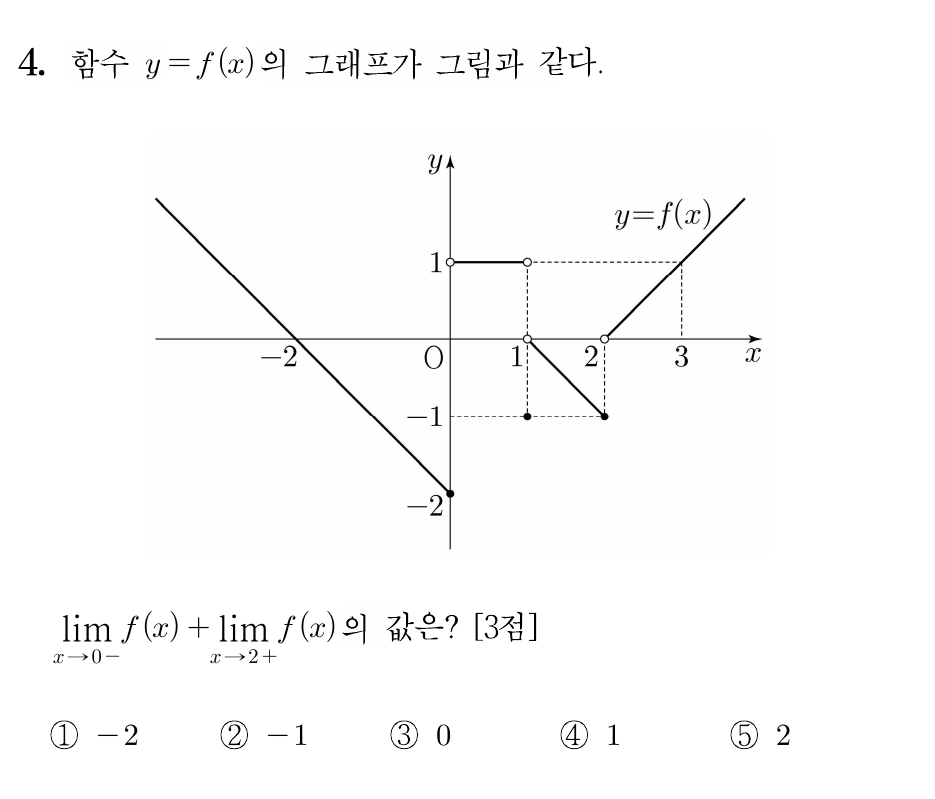 4. 함수 y=f(x)의 그래프가 그림과 같다.
y
y=f(x)
1
-2 O 1 2 3 x
-1
-2
lim f(x)+lim f(x)의 값은? [3점]
x→0- x→2+
① -2 ② -1 ③ 0 ④ 1 ⑤ 2